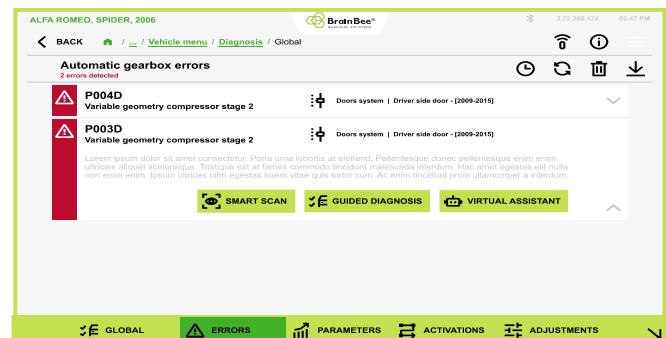 ALFA ROMEO, SPIDER, 2006
BrainBee®
3.72.266.174
05:47 PM
BACK / ... / Vehicle menu / Diagnosis / Global
Automatic gearbox errors
2 errors detected
P004D
Variable geometry compressor stage 2
Doors system | Driver side door - [2009-2015]
P003D
Variable geometry compressor stage 2
Doors system | Driver side door - [2009-2015]
Lorem ipsum dolor sit amet consectetur. Porta urna lobortis at eleifend. Pellentesque donec pellentesque enim enim
ultricies aliquet scelerisque. Tristique est at fames commodo tincidunt malesuada interdum. Hac amet egestas elit nulla
non enim enim. Ipsum ultrices nibh egestas lorem vitae quis tortor cum. Ac enim tincidunt proin ullamcorper a interdum.
SMART SCAN
GUIDED DIAGNOSIS
VIRTUAL ASSISTANT
GLOBAL
ERRORS
PARAMETERS
ACTIVATIONS
ADJUSTMENTS